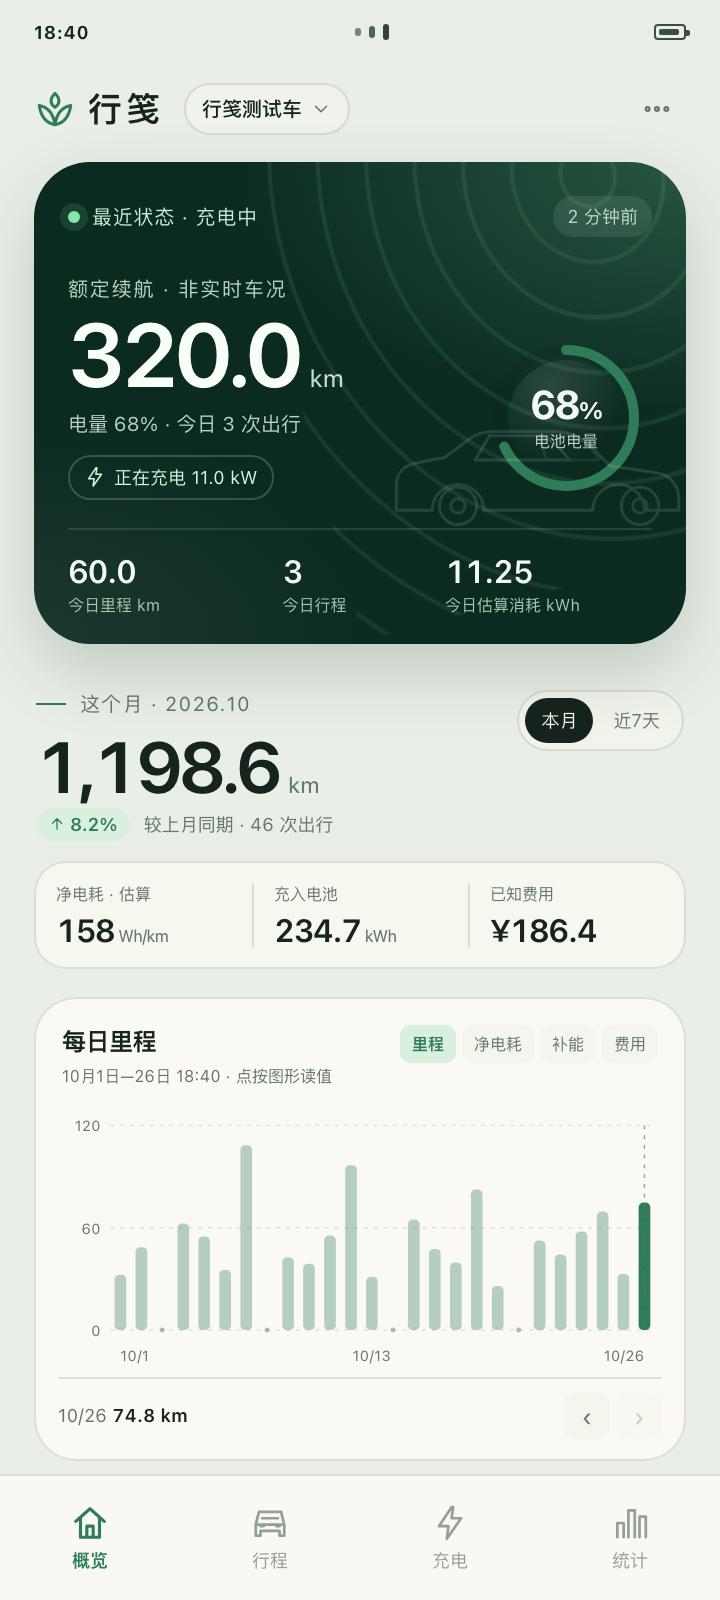 18:40
行笺
行笺测试车
最近状态 · 充电中
2 分钟前
额定续航 · 非实时车况
320.0 km
68%
电池电量
电量 68% · 今日 3 次出行
正在充电 11.0 kW
60.0
3
11.25
今日里程 km
今日行程
今日估算消耗 kWh
这个月 · 2026.10
本月
近7天
1,198.6 km
↑ 8.2%
较上月同期 · 46 次出行
净电耗 · 估算
充入电池
已知费用
158 Wh/km
234.7 kWh
¥186.4
每日里程
里程
净电耗
补能
费用
10月1日—26日 18:40 · 点按图形读值
120
60
0
10/1
10/13
10/26
10/26 74.8 km
‹
›
概览
行程
充电
统计